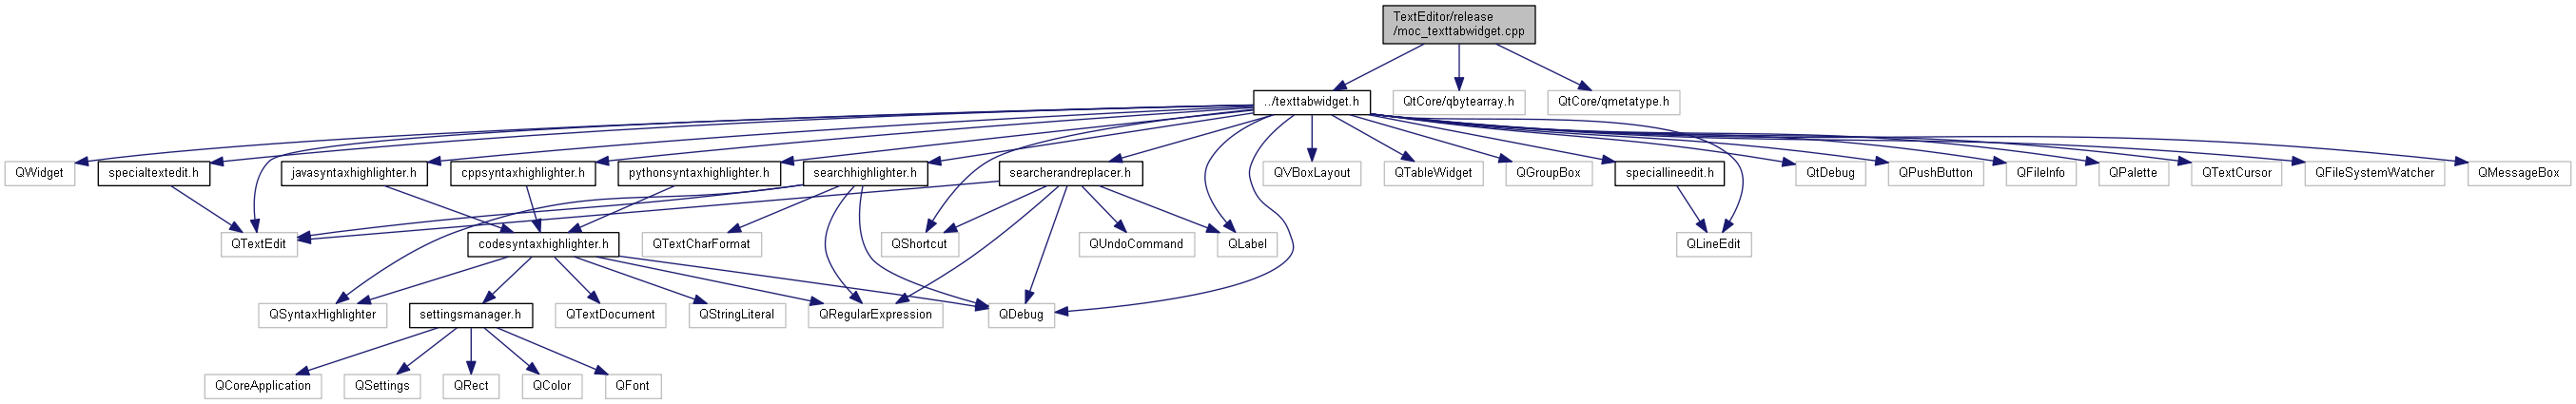 TextEditor/release
/moc_texttabwidget.cpp
../texttabwidget.h
QtCore/qbytearray.h
QtCore/qmetatype.h
QWidget
specialtextedit.h
javasyntaxhighlighter.h
cppsyntaxhighlighter.h
pythonsyntaxhighlighter.h
searchhighlighter.h
searcherandreplacer.h
QVBoxLayout
QTableWidget
QGroupBox
speciallineedit.h
QtDebug
QPushButton
QFileInfo
QPalette
QTextCursor
QFileSystemWatcher
QMessageBox
QTextEdit
codesyntaxhighlighter.h
QTextCharFormat
QShortcut
QUndoCommand
QLabel
QLineEdit
QSyntaxHighlighter
settingsmanager.h
QTextDocument
QStringLiteral
QRegularExpression
QDebug
QCoreApplication
QSettings
QRect
QColor
QFont